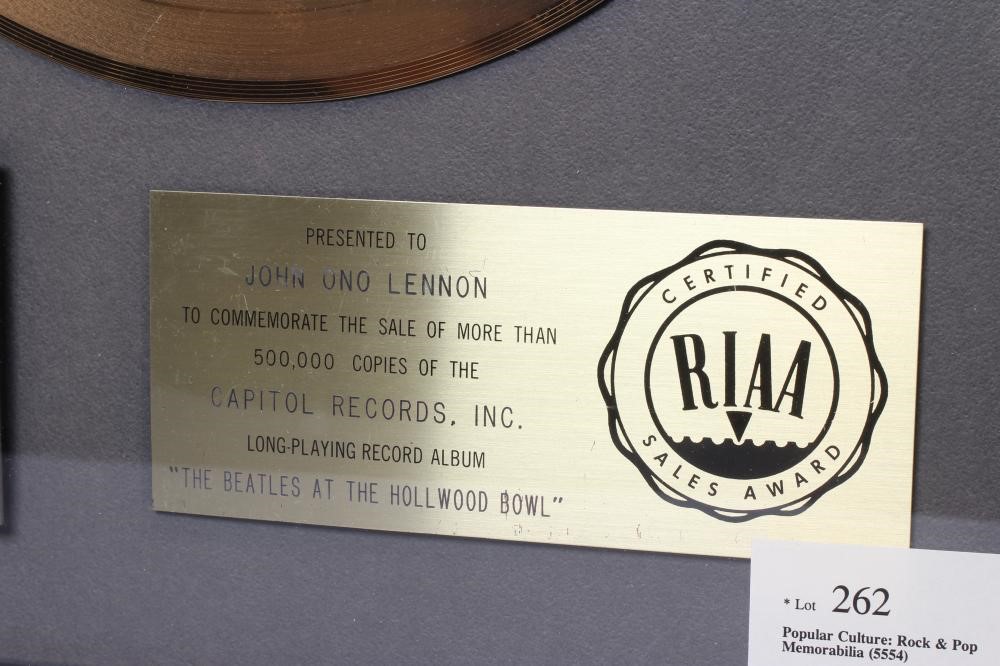 PRESENTED TO
JOHN ONO LENNON
TO COMMEMORATE THE SALE OF MORE THAN
500,000 COPIES OF THE
CAPITOL RECORDS, INC.
LONG-PLAYING RECORD ALBUM
"THE BEATLES AT THE HOLLWOOD BOWL"
CERTIFIED
RIAA
SALES AWARD
* Lot 262
Popular Culture: Rock & Pop
Memorabilia (5554)